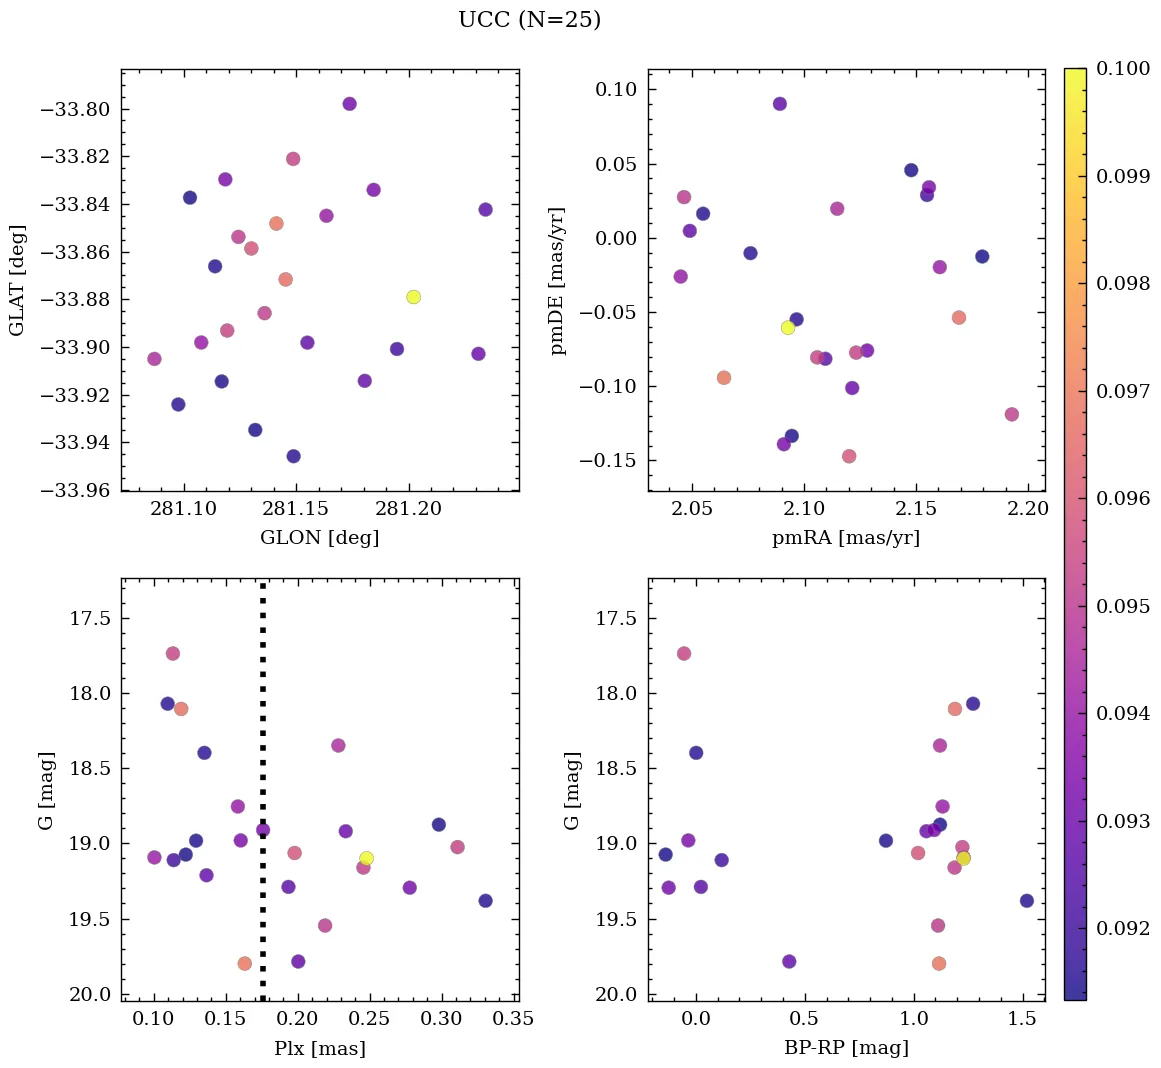 UCC (N=25)
−33.80
−33.82
−33.84
−33.86
−33.88
−33.90
−33.92
−33.94
−33.96
GLAT [deg]
281.10 281.15 281.20
GLON [deg]
0.10
0.05
0.00
−0.05
−0.10
−0.15
pmDE [mas/yr]
2.05 2.10 2.15 2.20
pmRA [mas/yr]
17.5
18.0
18.5
19.0
19.5
20.0
G [mag]
0.10 0.15 0.20 0.25 0.30 0.35
Plx [mas]
17.5
18.0
18.5
19.0
19.5
20.0
G [mag]
0.0 0.5 1.0 1.5
BP-RP [mag]
0.100
0.099
0.098
0.097
0.096
0.095
0.094
0.093
0.092